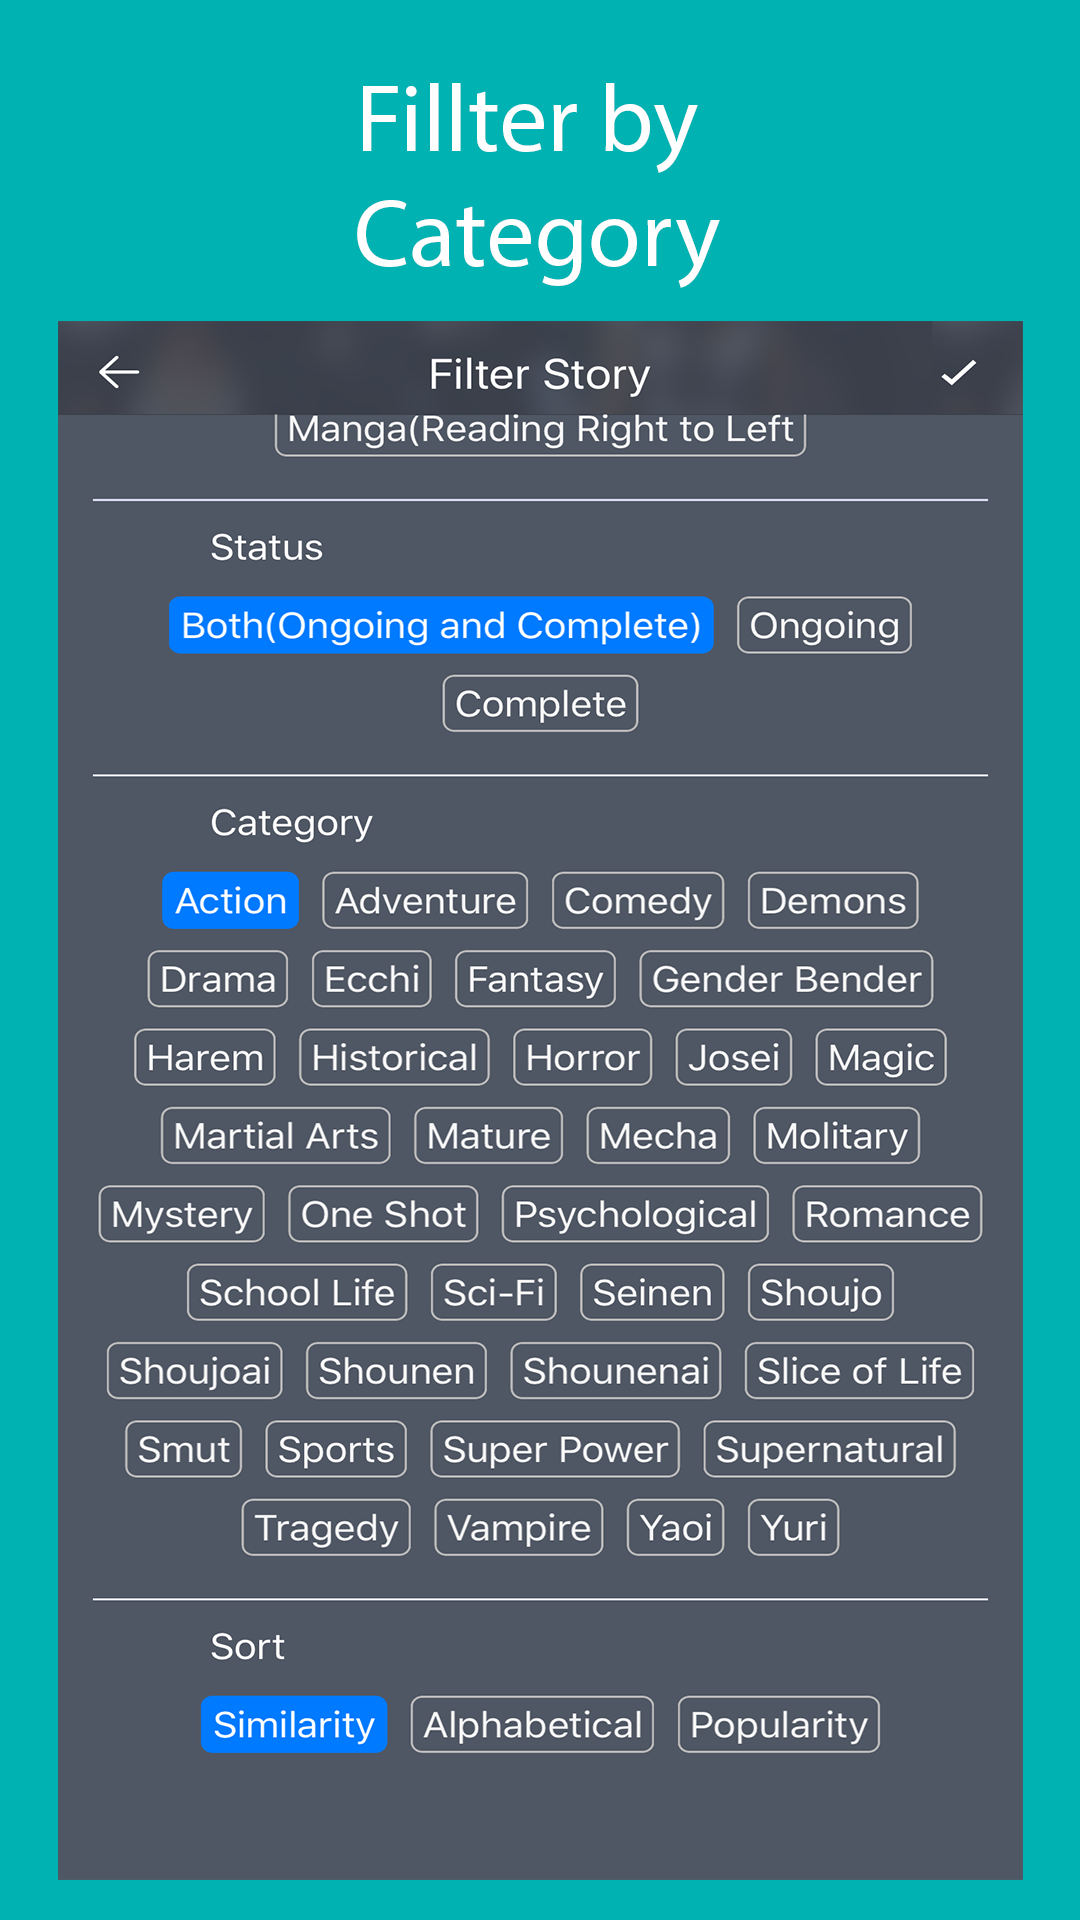 Fillter by
Category
Filter Story
Manga(Reading Right to Left
Status
Both(Ongoing and Complete) Ongoing
Complete
Category
Action Adventure Comedy Demons
Drama Ecchi Fantasy Gender Bender
Harem Historical Horror Josei Magic
Martial Arts Mature Mecha Molitary
Mystery One Shot Psychological Romance
School Life Sci-Fi Seinen Shoujo
Shoujoai Shounen Shounenai Slice of Life
Smut Sports Super Power Supernatural
Tragedy Vampire Yaoi Yuri
Sort
Similarity Alphabetical Popularity